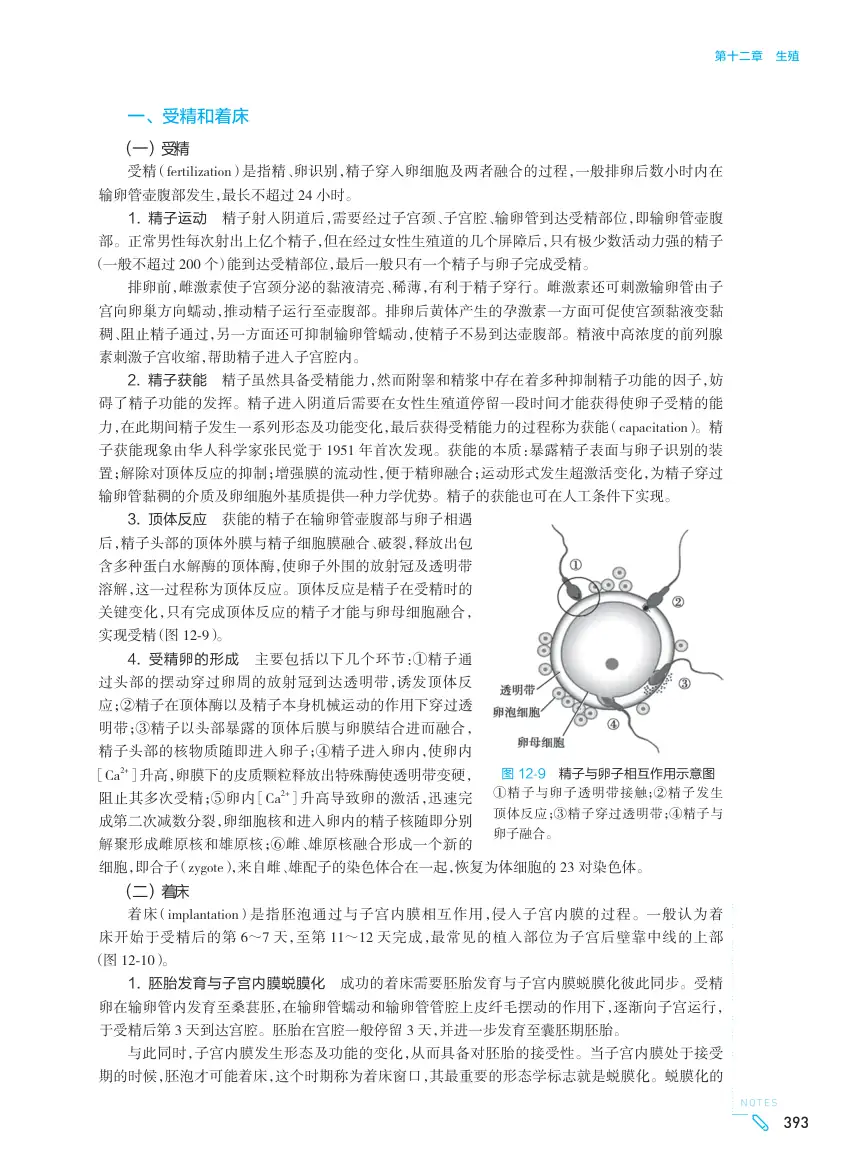 第十二章 生殖
一、受精和着床
（一）受精
受精（fertilization）是指精、卵识别，精子穿入卵细胞及两者融合的过程，一般排卵后数小时内在
输卵管壶腹部发生，最长不超过 24 小时。
1. 精子运动 精子射入阴道后，需要经过子宫颈、子宫腔、输卵管到达受精部位，即输卵管壶腹
部。正常男性每次射出上亿个精子，但在经过女性生殖道的几个屏障后，只有极少数活动力强的精子
（一般不超过 200 个）能到达受精部位，最后一般只有一个精子与卵子完成受精。
排卵前，雌激素使子宫颈分泌的黏液清亮、稀薄，有利于精子穿行。雌激素还可刺激输卵管由子
宫向卵巢方向蠕动，推动精子运行至壶腹部。排卵后黄体产生的孕激素一方面可促使宫颈黏液变黏
稠、阻止精子通过，另一方面还可抑制输卵管蠕动，使精子不易到达壶腹部。精液中高浓度的前列腺
素刺激子宫收缩，帮助精子进入子宫腔内。
2. 精子获能 精子虽然具备受精能力，然而附睾和精浆中存在着多种抑制精子功能的因子，妨
碍了精子功能的发挥。精子进入阴道后需要在女性生殖道停留一段时间才能获得使卵子受精的能
力，在此期间精子发生一系列形态及功能变化，最后获得受精能力的过程称为获能（capacitation）。精
子获能现象由华人科学家张民觉于 1951 年首次发现。获能的本质：暴露精子表面与卵子识别的装
置；解除对顶体反应的抑制；增强膜的流动性，便于精卵融合；运动形式发生超激活变化，为精子穿过
输卵管黏稠的介质及卵细胞外基质提供一种力学优势。精子的获能也可在人工条件下实现。
3. 顶体反应 获能的精子在输卵管壶腹部与卵子相遇
后，精子头部的顶体外膜与精子细胞膜融合、破裂，释放出包
含多种蛋白水解酶的顶体酶，使卵子外围的放射冠及透明带
溶解，这一过程称为顶体反应。顶体反应是精子在受精时的
关键变化，只有完成顶体反应的精子才能与卵母细胞融合，
实现受精（图 12-9）。
4. 受精卵的形成 主要包括以下几个环节：①精子通
过头部的摆动穿过卵周的放射冠到达透明带，诱发顶体反
应；②精子在顶体酶以及精子本身机械运动的作用下穿过透
明带；③精子以头部暴露的顶体后膜与卵膜结合进而融合，
精子头部的核物质随即进入卵子；④精子进入卵内，使卵内
［Ca²⁺］升高，卵膜下的皮质颗粒释放出特殊酶使透明带变硬，
阻止其多次受精；⑤卵内［Ca²⁺］升高导致卵的激活，迅速完
成第二次减数分裂，卵细胞核和进入卵内的精子核随即分别
解聚形成雌原核和雄原核；⑥雌、雄原核融合形成一个新的
细胞，即合子（zygote），来自雌、雄配子的染色体合在一起，恢复为体细胞的 23 对染色体。
①
②
③
④
透明带
卵泡细胞
卵母细胞
图 12-9 精子与卵子相互作用示意图
①精子与卵子透明带接触；②精子发生
顶体反应；③精子穿过透明带；④精子与
卵子融合。
（二）着床
着床（implantation）是指胚泡通过与子宫内膜相互作用，侵入子宫内膜的过程。一般认为着
床开始于受精后的第 6～7 天，至第 11～12 天完成，最常见的植入部位为子宫后壁靠中线的上部
（图 12-10）。
1. 胚胎发育与子宫内膜蜕膜化 成功的着床需要胚胎发育与子宫内膜蜕膜化彼此同步。受精
卵在输卵管内发育至桑葚胚，在输卵管蠕动和输卵管管腔上皮纤毛摆动的作用下，逐渐向子宫运行，
于受精后第 3 天到达宫腔。胚胎在宫腔一般停留 3 天，并进一步发育至囊胚期胚胎。
与此同时，子宫内膜发生形态及功能的变化，从而具备对胚胎的接受性。当子宫内膜处于接受
期的时候，胚泡才可能着床，这个时期称为着床窗口，其最重要的形态学标志就是蜕膜化。蜕膜化的
NOTES
393